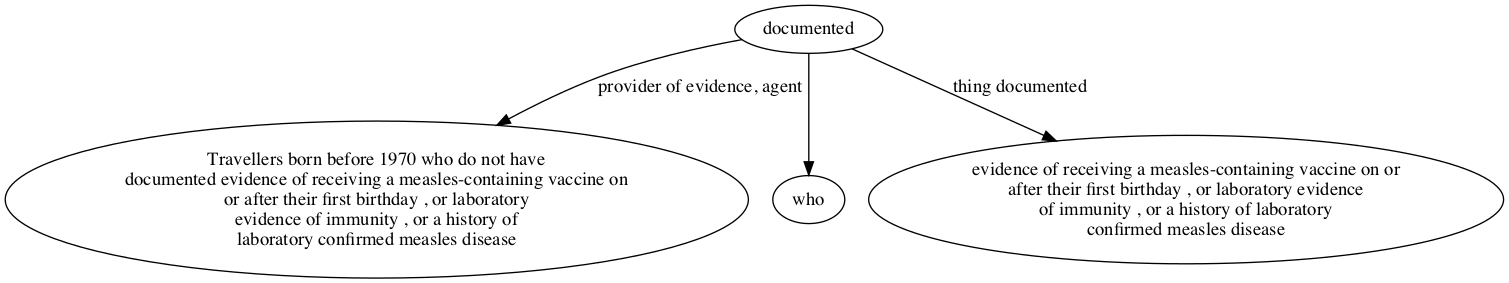 documented
provider of evidence, agent
thing documented
Travellers born before 1970 who do not have
documented evidence of receiving a measles-containing vaccine on
or after their first birthday , or laboratory
evidence of immunity , or a history of
laboratory confirmed measles disease
who
evidence of receiving a measles-containing vaccine on or
after their first birthday , or laboratory evidence
of immunity , or a history of laboratory
confirmed measles disease